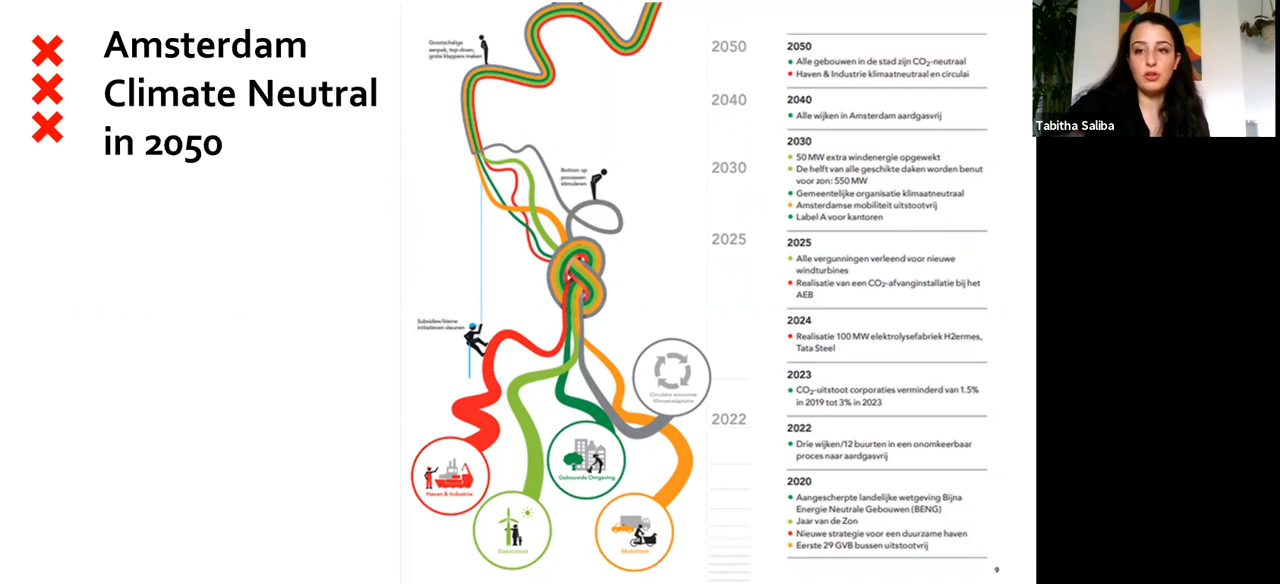 Amsterdam
Climate Neutral
in 2050
Grootschalige
aanpak, top-down,
grote klappers maken
Bottom up
processen
stimuleren
Subsidies/kleine
initiatieven steunen
Circulaire economie
Klimaatadaptatie
Haven & Industrie
Gebouwde Omgeving
Elektriciteit
Mobiliteit
2050
2040
2030
2025
2022
2050
Alle gebouwen in de stad zijn CO₂-neutraal
Haven & Industrie klimaatneutraal en circulai
2040
Alle wijken in Amsterdam aardgasvrij
2030
50 MW extra windenergie opgewekt
De helft van alle geschikte daken worden benut
voor zon: 550 MW
Gemeentelijke organisatie klimaatneutraal
Amsterdamse mobiliteit uitstootvrij
Label A voor kantoren
2025
Alle vergunningen verleend voor nieuwe
windturbines
Realisatie van een CO₂-afvanginstallatie bij het
AEB
2024
Realisatie 100 MW elektrolysefabriek H2ermes,
Tata Steel
2023
CO₂-uitstoot corporaties verminderd van 1.5%
in 2019 tot 3% in 2023
2022
Drie wijken/12 buurten in een onomkeerbaar
proces naar aardgasvrij
2020
Aangescherpte landelijke wetgeving Bijna
Energie Neutrale Gebouwen (BENG)
Jaar van de Zon
Nieuwe strategie voor een duurzame haven
Eerste 29 GVB bussen uitstootvrij
9
Tabitha Saliba